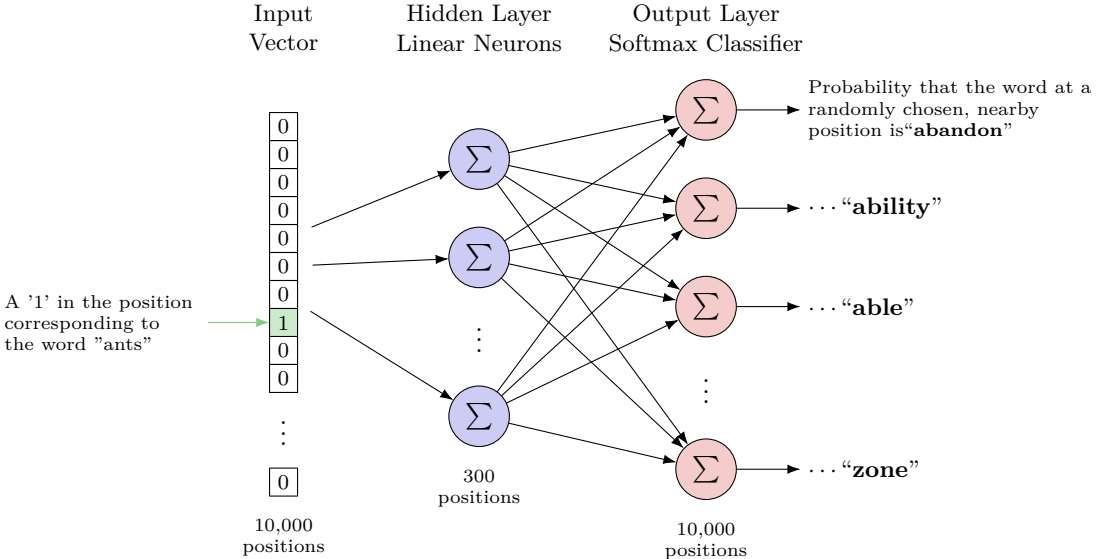 Input
Vector
Hidden Layer
Linear Neurons
Output Layer
Softmax Classifier
A ’1’ in the position
corresponding to
the word ”ants”
0
0
0
0
0
0
0
1
0
0
⋮
0
10,000
positions
Σ
Σ
⋮
Σ
300
positions
Σ
Σ
Σ
⋮
Σ
10,000
positions
Probability that the word at a
randomly chosen, nearby
position is“abandon”
⋯“ability”
⋯“able”
⋯“zone”